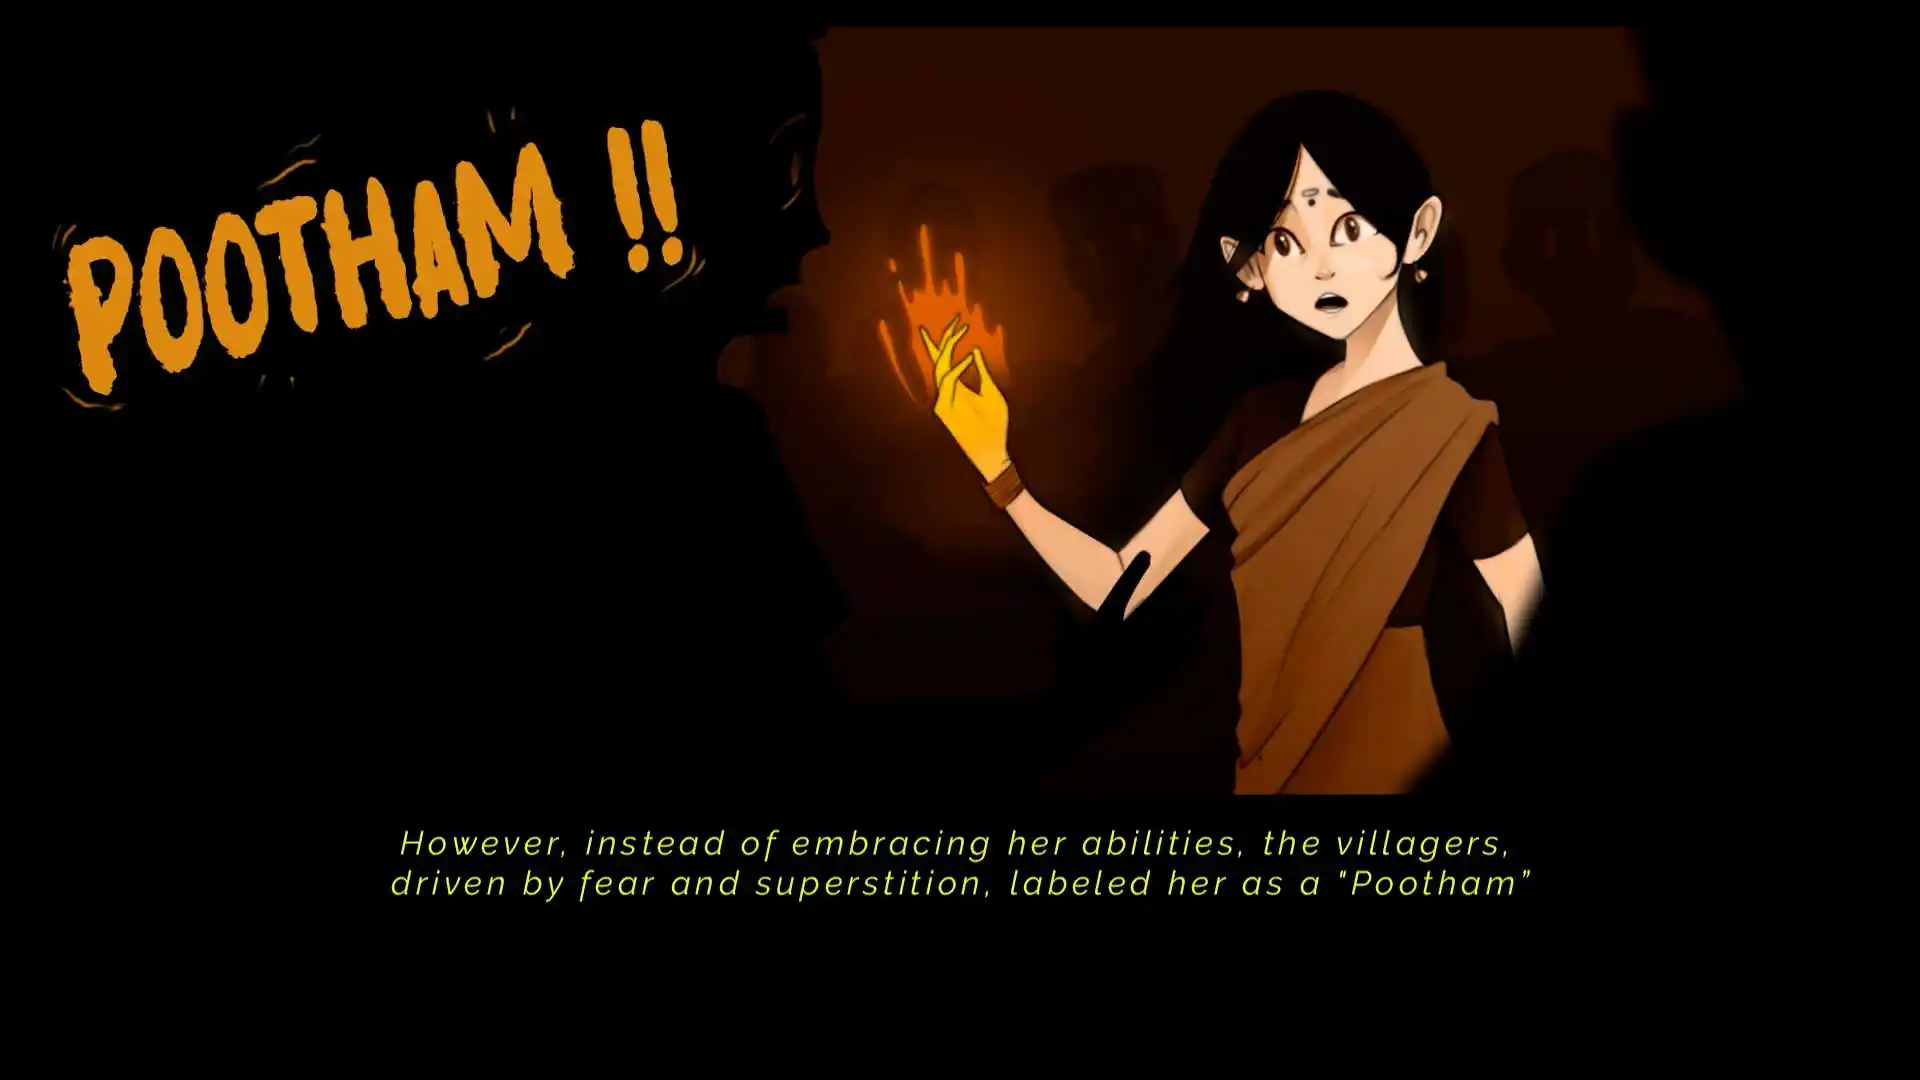 POOTHAM !!
However, instead of embracing her abilities, the villagers,
driven by fear and superstition, labeled her as a "Pootham”